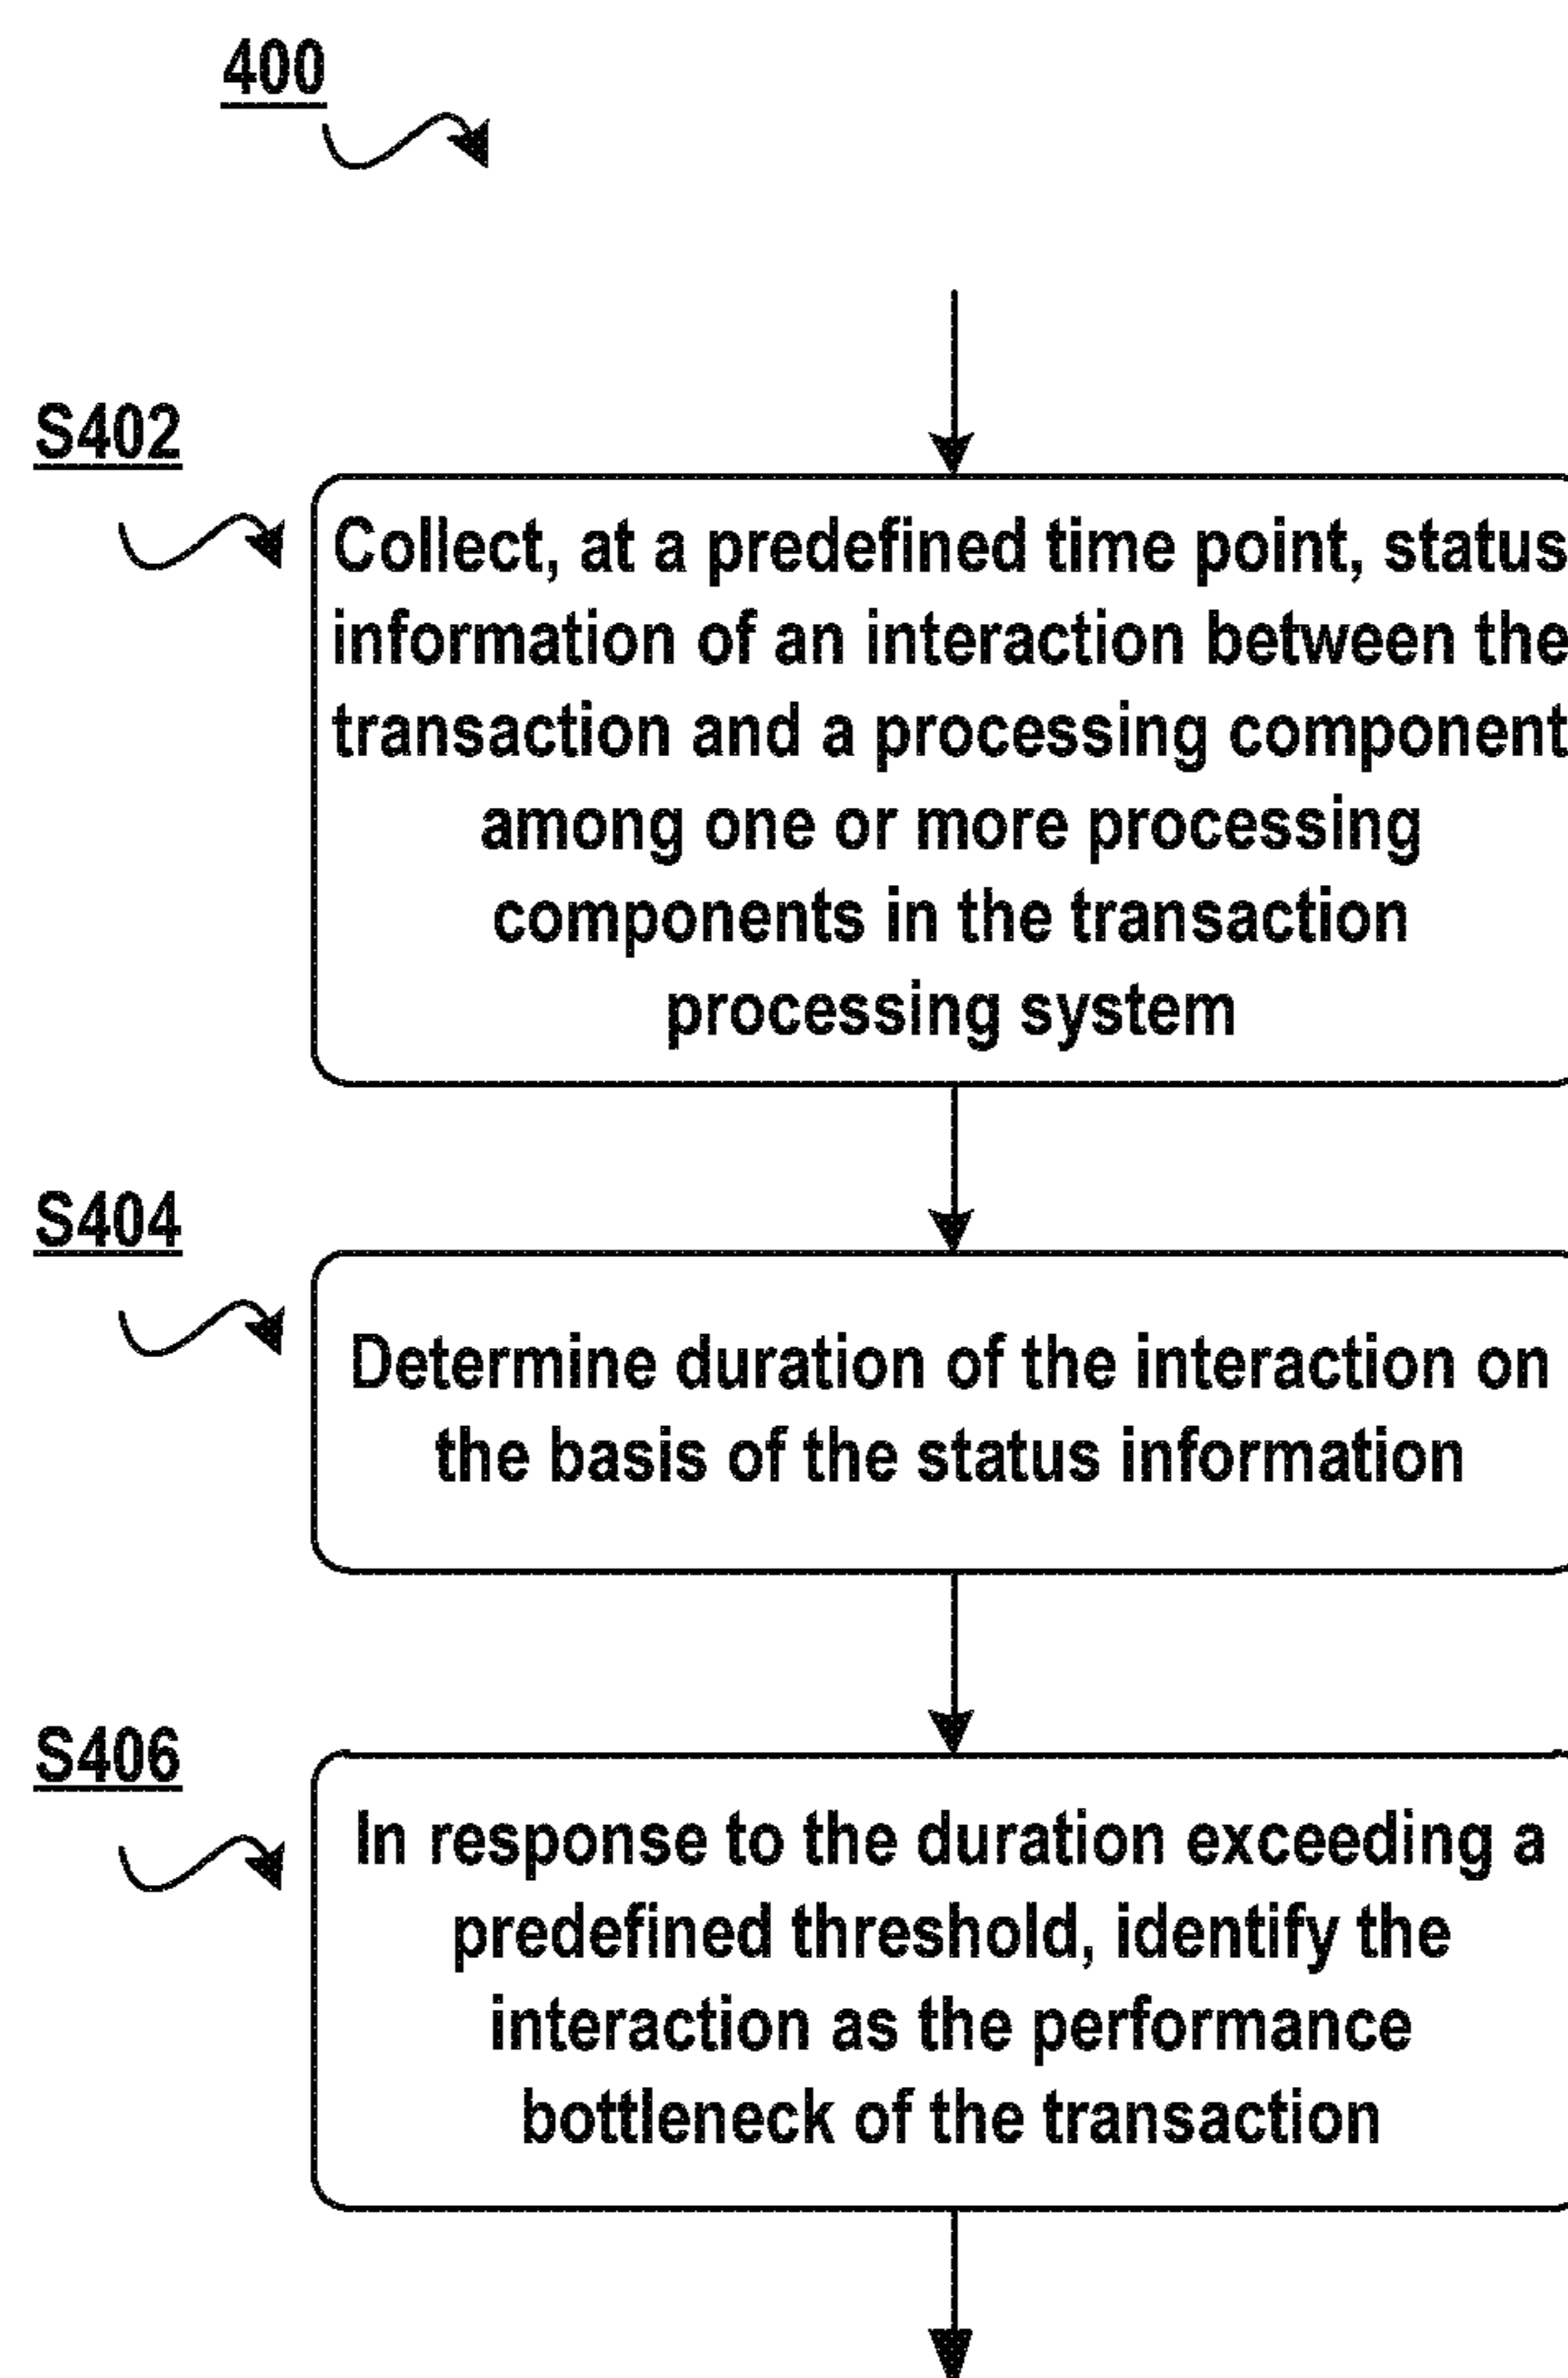 400
S402
Collect, at a predefined time point, status
information of an interaction between the
transaction and a processing component
among one or more processing
components in the transaction
processing system
S404
Determine duration of the interaction on
the basis of the status information
S406
In response to the duration exceeding a
predefined threshold, identify the
interaction as the performance
bottleneck of the transaction